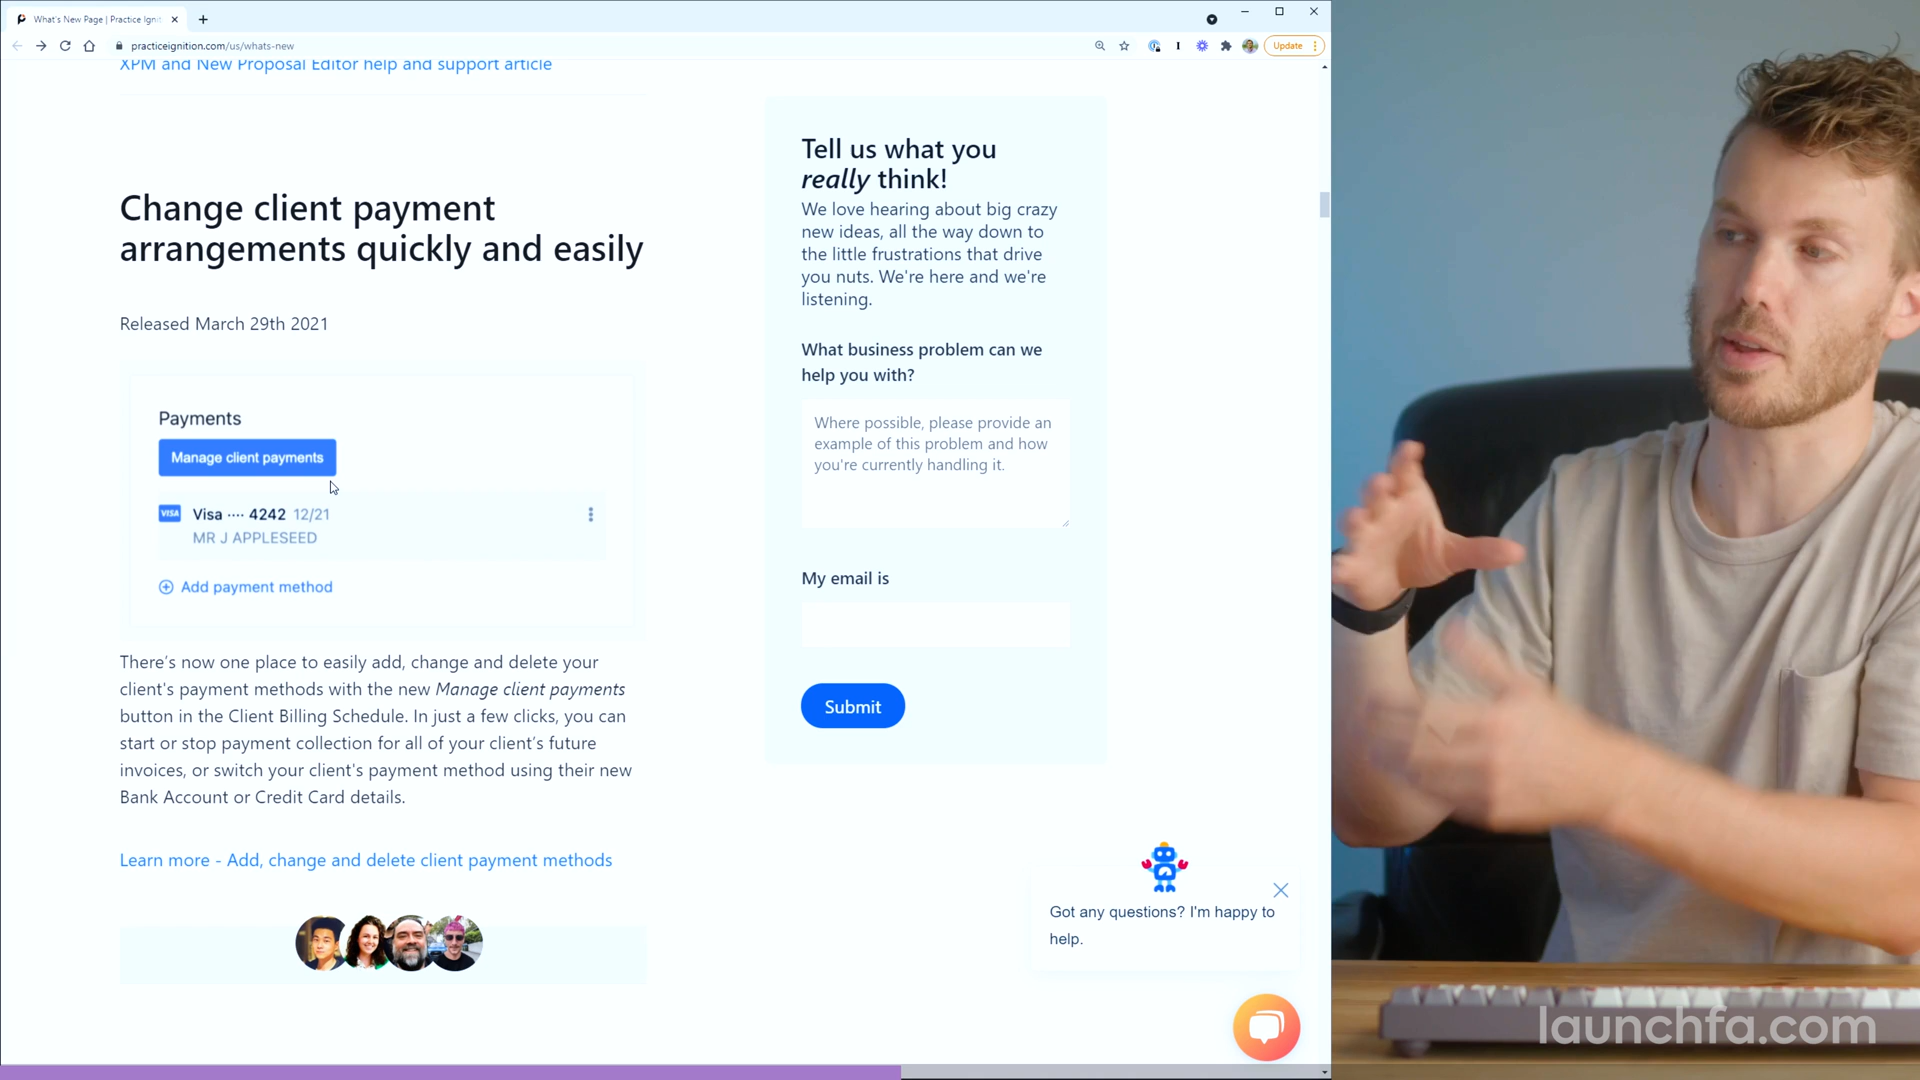 What's New Page | Practice Ignit
practiceignition.com/us/whats-new
Update
XPM and New Proposal Editor help and support article
Change client payment
arrangements quickly and easily
Released March 29th 2021
Payments
Manage client payments
VISA
Visa ···· 4242 12/21
MR J APPLESEED
Add payment method
There's now one place to easily add, change and delete your
client's payment methods with the new Manage client payments
button in the Client Billing Schedule. In just a few clicks, you can
start or stop payment collection for all of your client's future
invoices, or switch your client's payment method using their new
Bank Account or Credit Card details.
Learn more - Add, change and delete client payment methods
Tell us what you
really think!
We love hearing about big crazy
new ideas, all the way down to
the little frustrations that drive
you nuts. We're here and we're
listening.
What business problem can we
help you with?
Where possible, please provide an
example of this problem and how
you're currently handling it.
My email is
Submit
Got any questions? I'm happy to
help.
launchfa.com